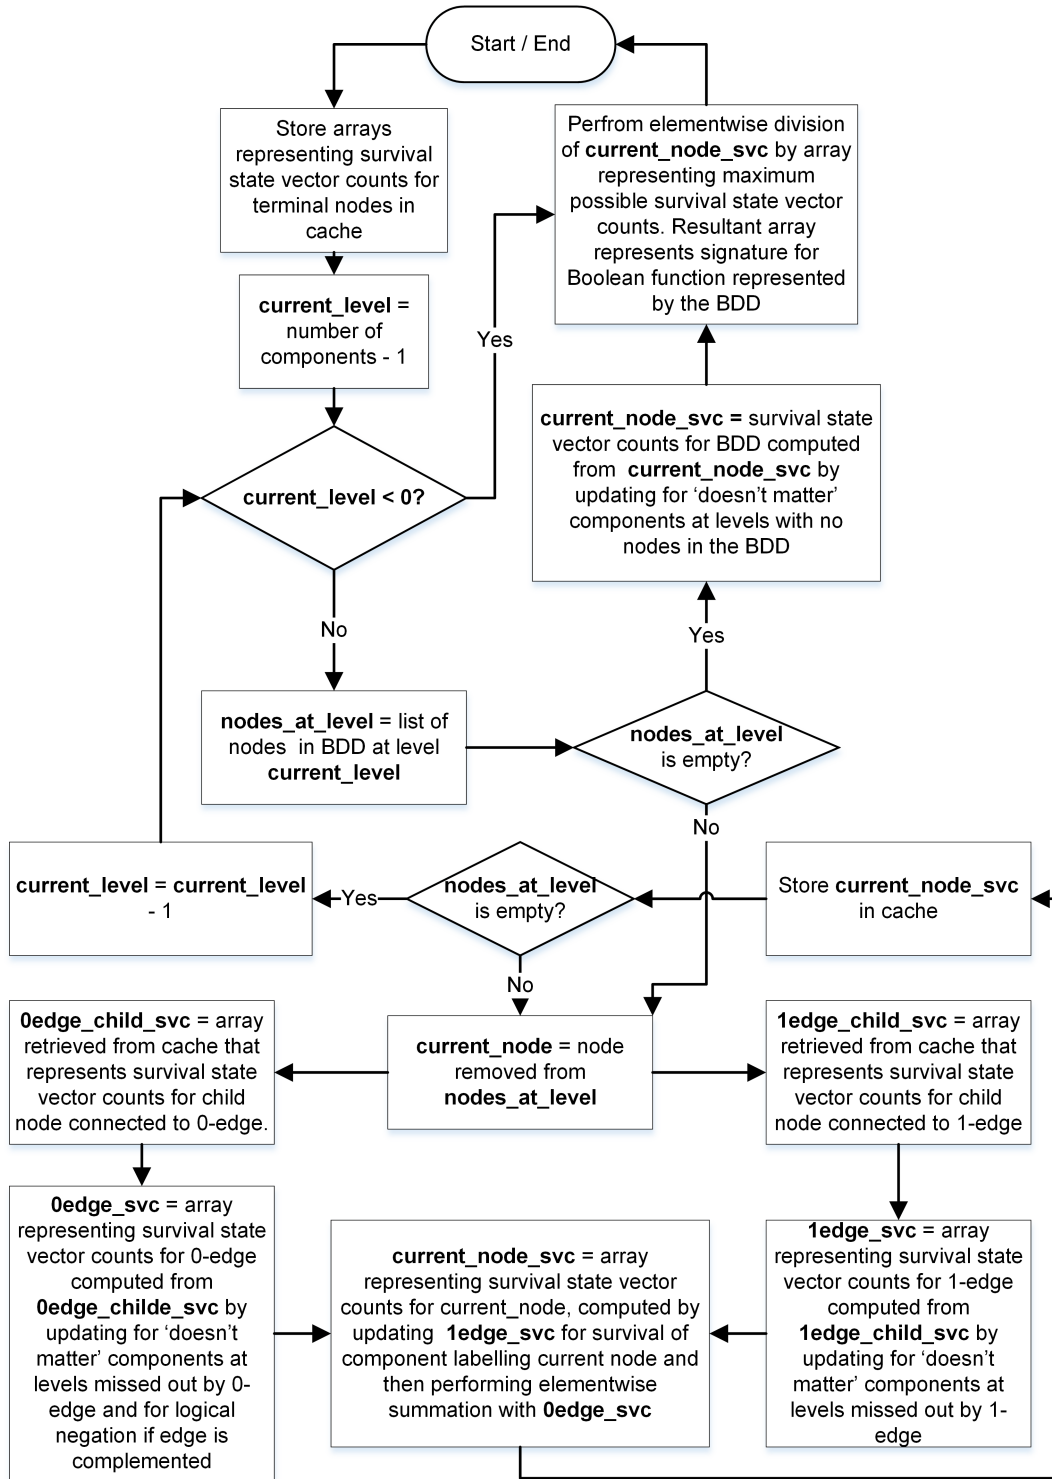 Start / End
Store arrays
representing survival
state vector counts for
terminal nodes in
cache
Perfrom elementwise division
of current_node_svc by array
representing maximum
possible survival state vector
counts. Resultant array
represents signature for
Boolean function represented
by the BDD
current_level =
number of
components - 1
Yes
current_node_svc = survival state
vector counts for BDD computed
from current_node_svc by
updating for ‘doesn’t matter’
components at levels with no
nodes in the BDD
current_level < 0?
No
Yes
nodes_at_level = list of
nodes in BDD at level
current_level
nodes_at_level
is empty?
No
current_level = current_level
- 1
Yes
nodes_at_level
is empty?
Store current_node_svc
in cache
No
0edge_child_svc = array
retrieved from cache that
represents survival state
vector counts for child
node connected to 0-edge.
current_node = node
removed from
nodes_at_level
1edge_child_svc = array
retrieved from cache that
represents survival state
vector counts for child
node connected to 1-edge
0edge_svc = array
representing survival state
vector counts for 0-edge
computed from
0edge_childe_svc by
updating for ‘doesn’t
matter’ components at
levels missed out by 0-
edge and for logical
negation if edge is
complemented
current_node_svc = array
representing survival state vector
counts for current_node, computed by
updating 1edge_svc for survival of
component labelling current node and
then performing elementwise
summation with 0edge_svc
1edge_svc = array
representing survival state
vector counts for 1-edge
computed from
1edge_child_svc by
updating for ‘doesn’t
matter’ components at
levels missed out by 1-
edge